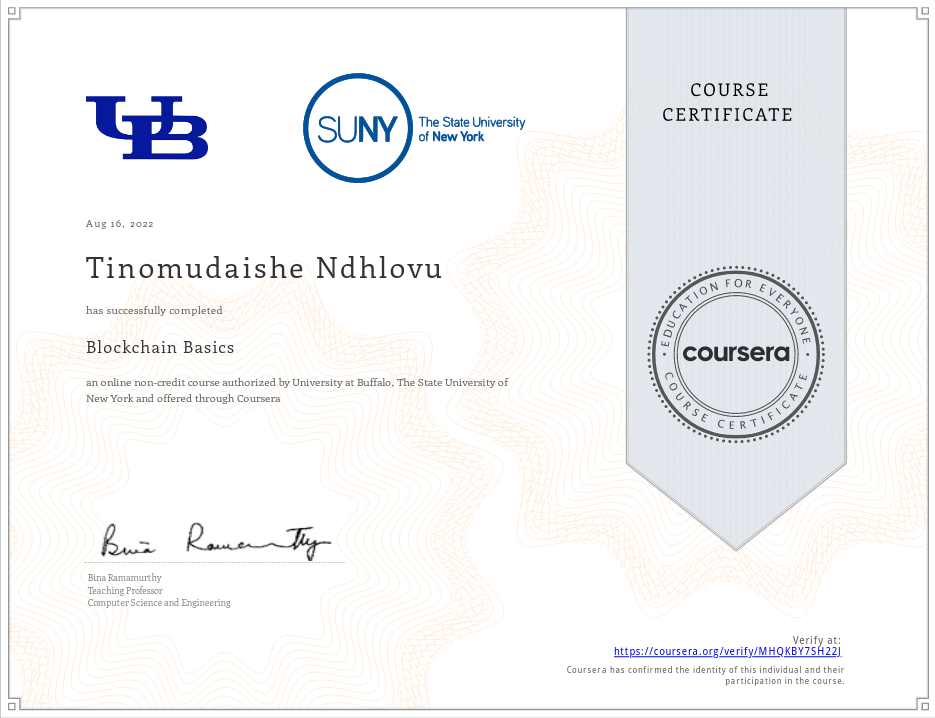 UB
SUNY
The State University
of New York
COURSE
CERTIFICATE
Aug 16, 2022
Tinomudaishe Ndhlovu
has successfully completed
Blockchain Basics
an online non-credit course authorized by University at Buffalo, The State University of
New York and offered through Coursera
EDUCATION FOR EVERYONE
coursera
COURSE CERTIFICATE
Bina Ramamurthy
Bina Ramamurthy
Teaching Professor
Computer Science and Engineering
Verify at:
https://coursera.org/verify/MHQKBY7SH22J
Coursera has confirmed the identity of this individual and their
participation in the course.